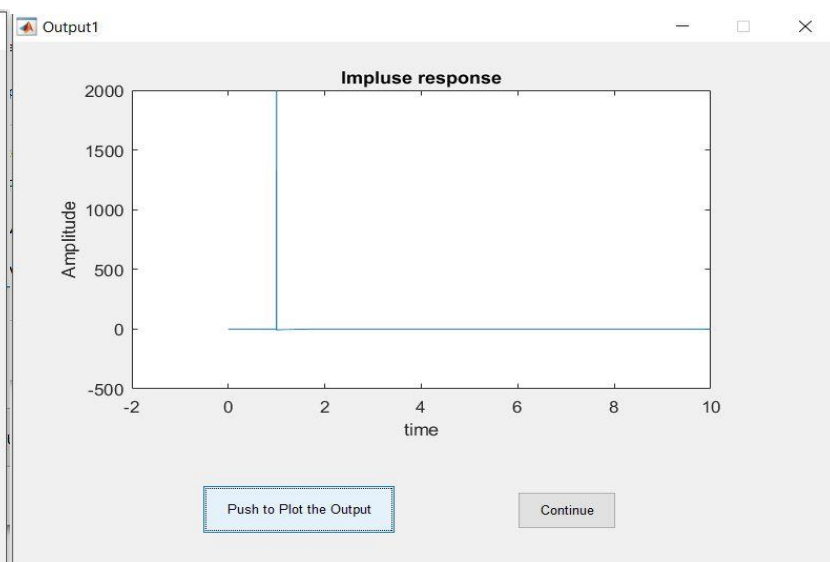 Output1
Impluse response
2000
1500
1000
500
0
-500
-2 0 2 4 6 8 10
Amplitude
time
Push to Plot the Output
Continue